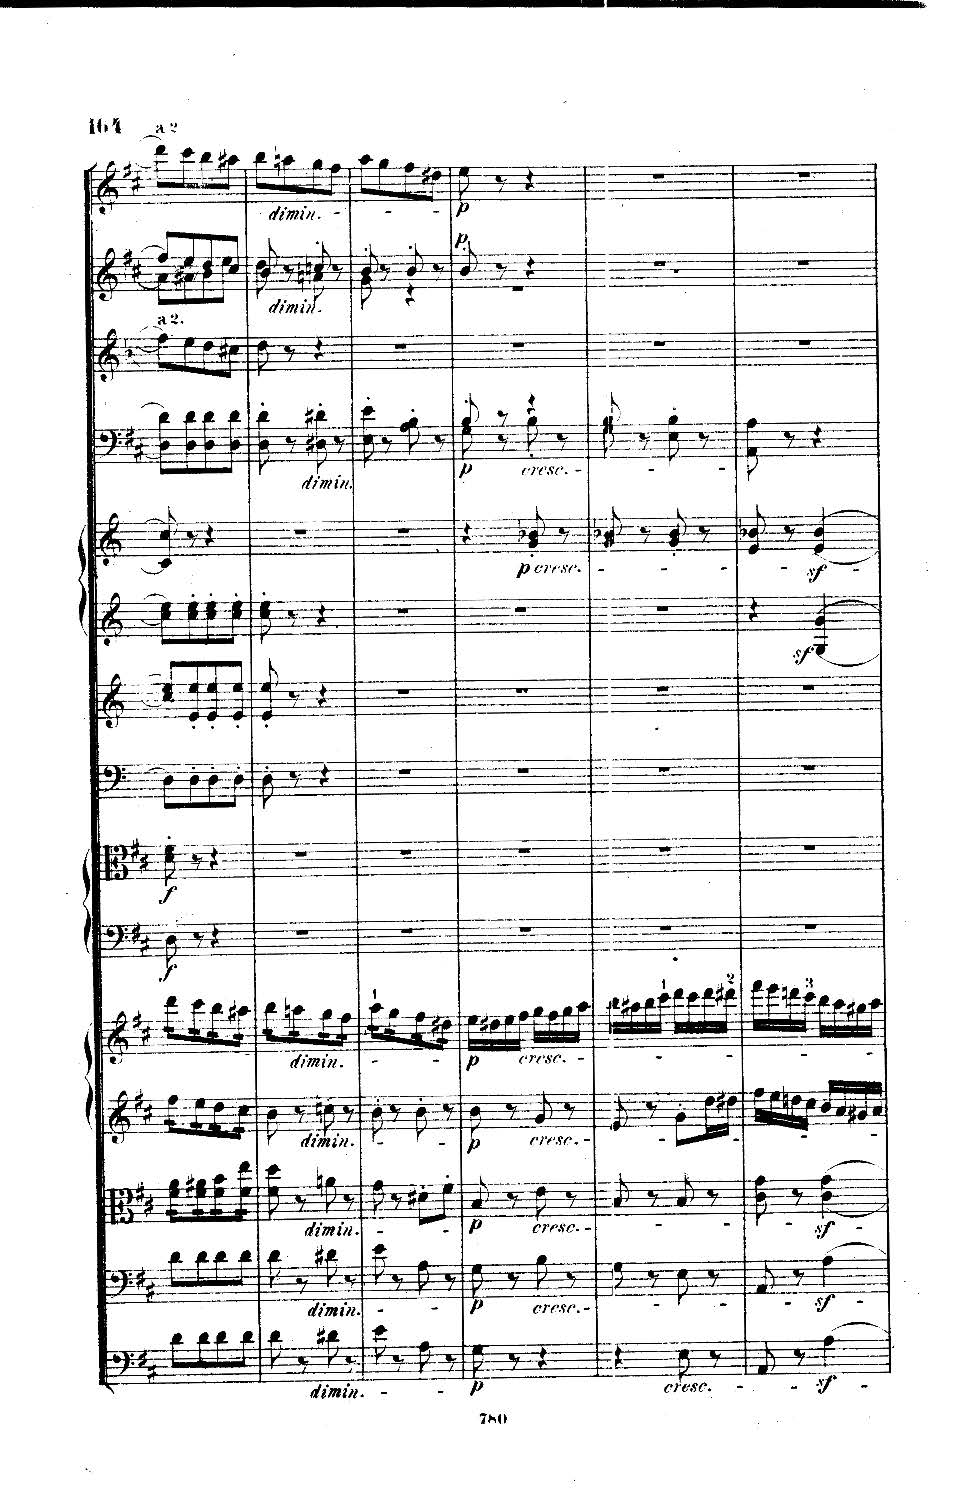 164 a 2
dimin. p
p
dimin.
a 2.
dimin. p cresc.
p cresc. sf
sf
f
f
1 2 3
dimin. p cresc.
dimin. p cresc.
dimin. p cresc. sf
dimin. p cresc. sf
dimin. p cresc. sf
780